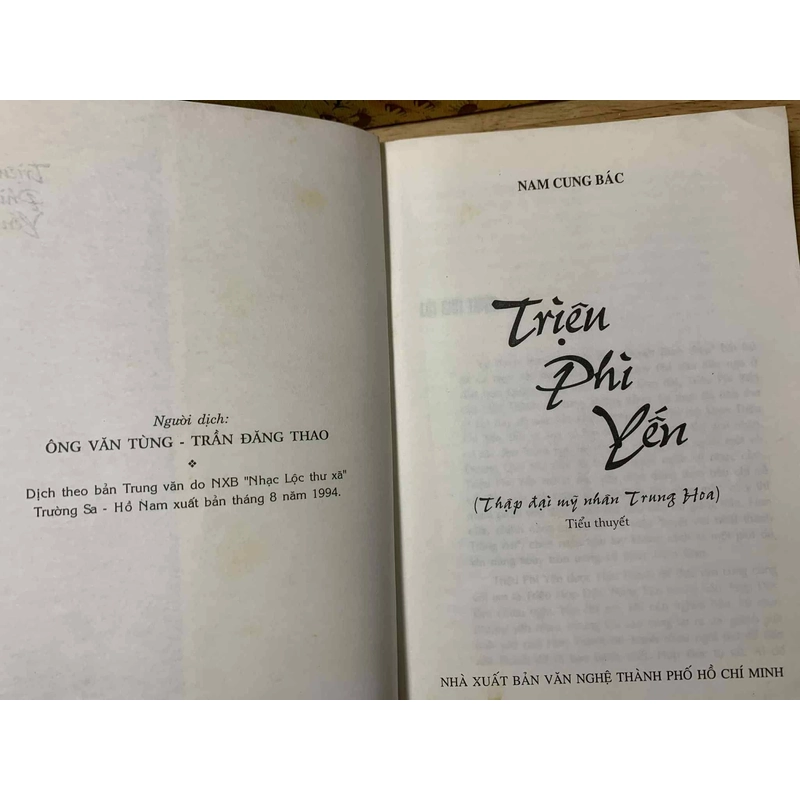 Người dịch:
ÔNG VĂN TÙNG - TRẦN ĐĂNG THAO
Dịch theo bản Trung văn do NXB "Nhạc Lộc thư xã"
Trường Sa - Hồ Nam xuất bản tháng 8 năm 1994.
NAM CUNG BÁC
Triệu
Phi
Yến
(Thập đại mỹ nhân Trung Hoa)
Tiểu thuyết
NHÀ XUẤT BẢN VĂN NGHỆ THÀNH PHỐ HỒ CHÍ MINH